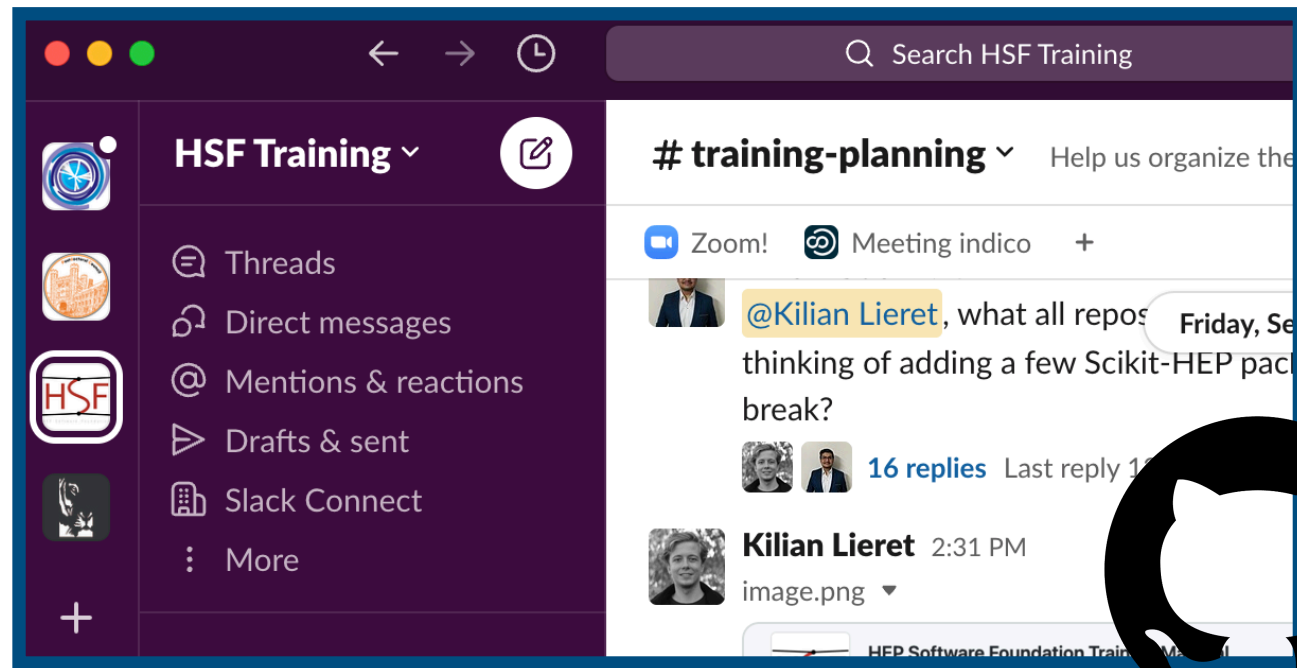 Search HSF Training
HSF Training
# training-planning
Help us organize the
Threads
Direct messages
Mentions & reactions
Drafts & sent
Slack Connect
More
HSF
Zoom!
Meeting indico
+
@Kilian Lieret, what all repos
Friday, Se
thinking of adding a few Scikit-HEP pac
break?
16 replies Last reply 1
Kilian Lieret 2:31 PM
image.png
HEP Software Foundation